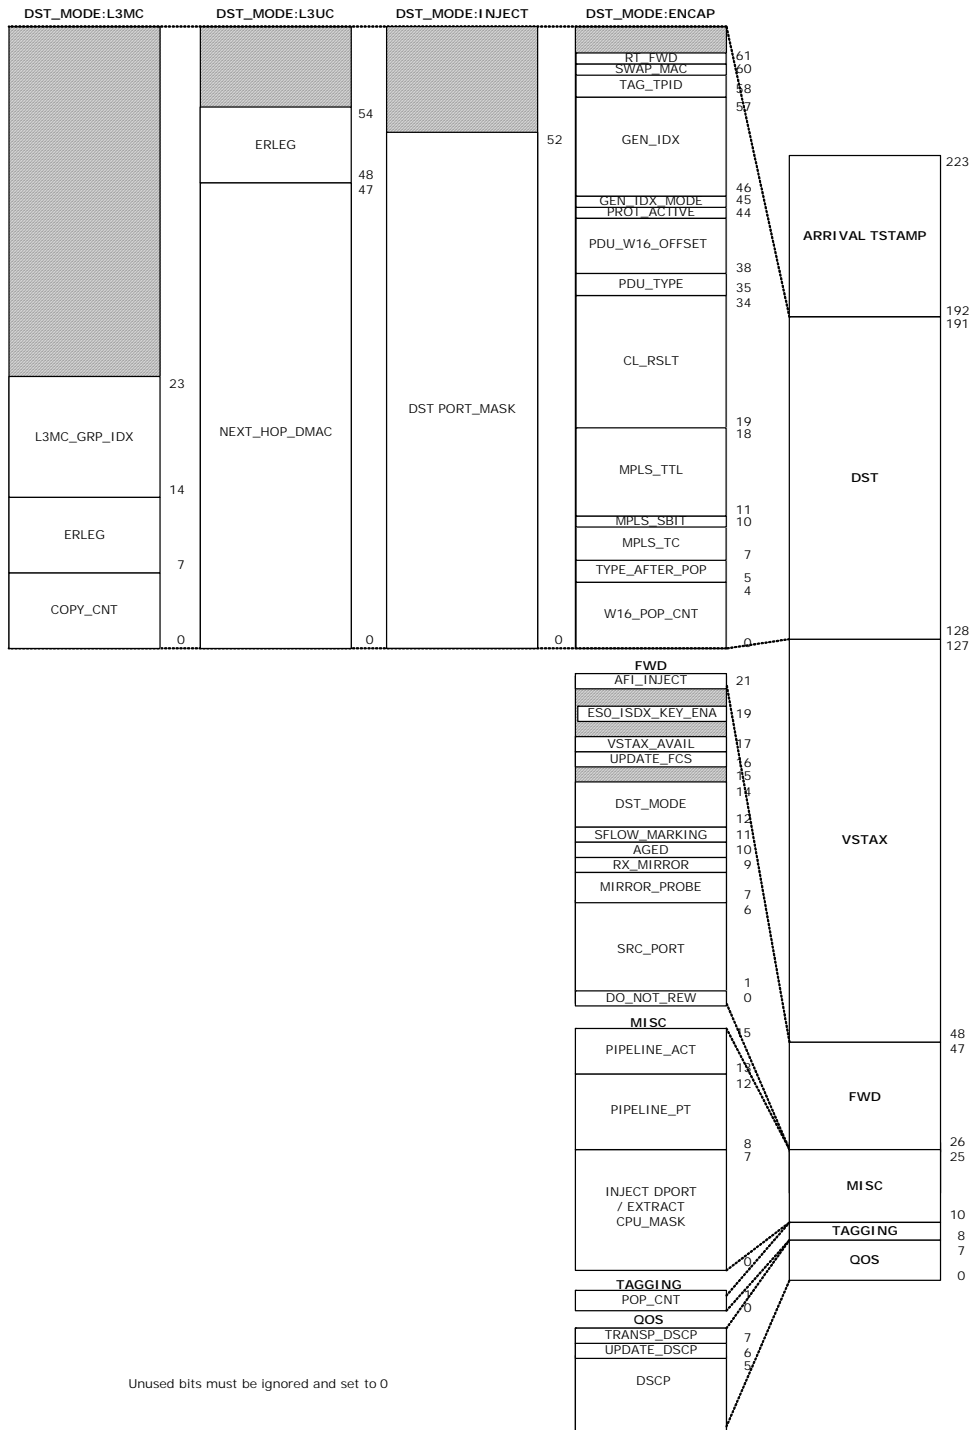 DST_MODE:L3MC
DST_MODE:L3UC
DST_MODE:INJECT
DST_MODE:ENCAP
23
L3MC_GRP_IDX
14
ERLEG
7
COPY_CNT
0
54
ERLEG
48
47
NEXT_HOP_DMAC
0
52
DST PORT_MASK
0
RT_FWD
61
SWAP_MAC
60
TAG_TPID
58
57
GEN_IDX
46
GEN_IDX_MODE
45
PROT_ACTIVE
44
PDU_W16_OFFSET
38
PDU_TYPE
35
34
CL_RSLT
19
18
MPLS_TTL
11
MPLS_SBIT
10
MPLS_TC
7
TYPE_AFTER_POP
5
4
W16_POP_CNT
0
FWD
AFI_INJECT
21
ES0_ISDX_KEY_ENA
19
VSTAX_AVAIL
17
UPDATE_FCS
16
15
14
DST_MODE
12
SFLOW_MARKING
11
AGED
10
RX_MIRROR
9
MIRROR_PROBE
7
6
SRC_PORT
1
DO_NOT_REW
0
MISC
15
PIPELINE_ACT
13
12
PIPELINE_PT
8
7
INJECT DPORT
/ EXTRACT
CPU_MASK
0
TAGGING
1
POP_CNT
0
QOS
TRANSP_DSCP
7
UPDATE_DSCP
6
5
DSCP
223
ARRIVAL TSTAMP
192
191
DST
128
127
VSTAX
48
47
FWD
26
25
MISC
10
TAGGING
8
7
QOS
0
Unused bits must be ignored and set to 0